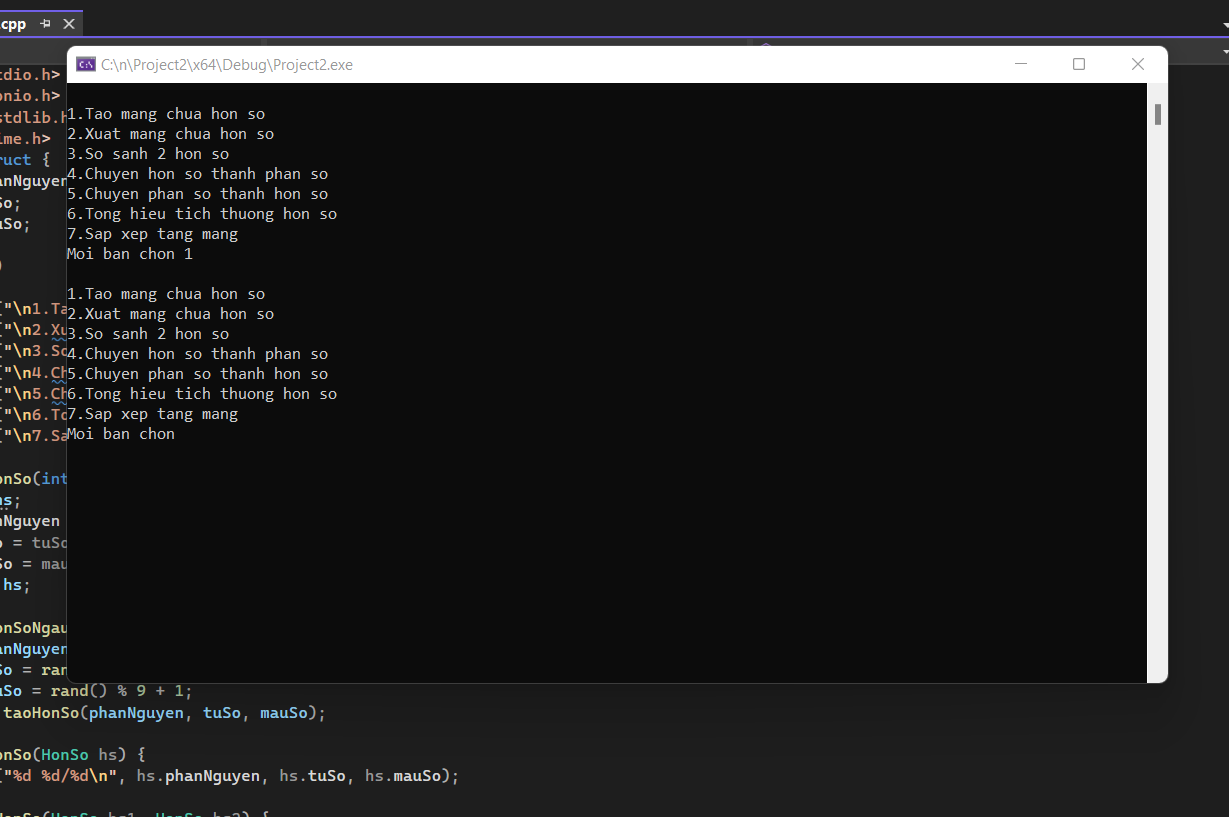 .cpp
C:\n\Project2\x64\Debug\Project2.exe
1.Tao mang chua hon so
2.Xuat mang chua hon so
3.So sanh 2 hon so
4.Chuyen hon so thanh phan so
5.Chuyen phan so thanh hon so
6.Tong hieu tich thuong hon so
7.Sap xep tang mang
Moi ban chon 1
1.Tao mang chua hon so
2.Xuat mang chua hon so
3.So sanh 2 hon so
4.Chuyen hon so thanh phan so
5.Chuyen phan so thanh hon so
6.Tong hieu tich thuong hon so
7.Sap xep tang mang
Moi ban chon
tdio.h>
onio.h>
stdlib.h
ime.h>
ruct {
anNguyen
So;
uSo;
)
("\n1.Ta
("\n2.Xu
("\n3.So
("\n4.Ch
("\n5.Ch
("\n6.To
("\n7.Sa
onSo(int
hs;
nNguyen
o = tuSo
So = mau
hs;
onSoNgau
anNguyen
So = ran
uSo = rand() % 9 + 1;
taoHonSo(phanNguyen, tuSo, mauSo);
onSo(HonSo hs) {
("%d %d/%d\n", hs.phanNguyen, hs.tuSo, hs.mauSo);